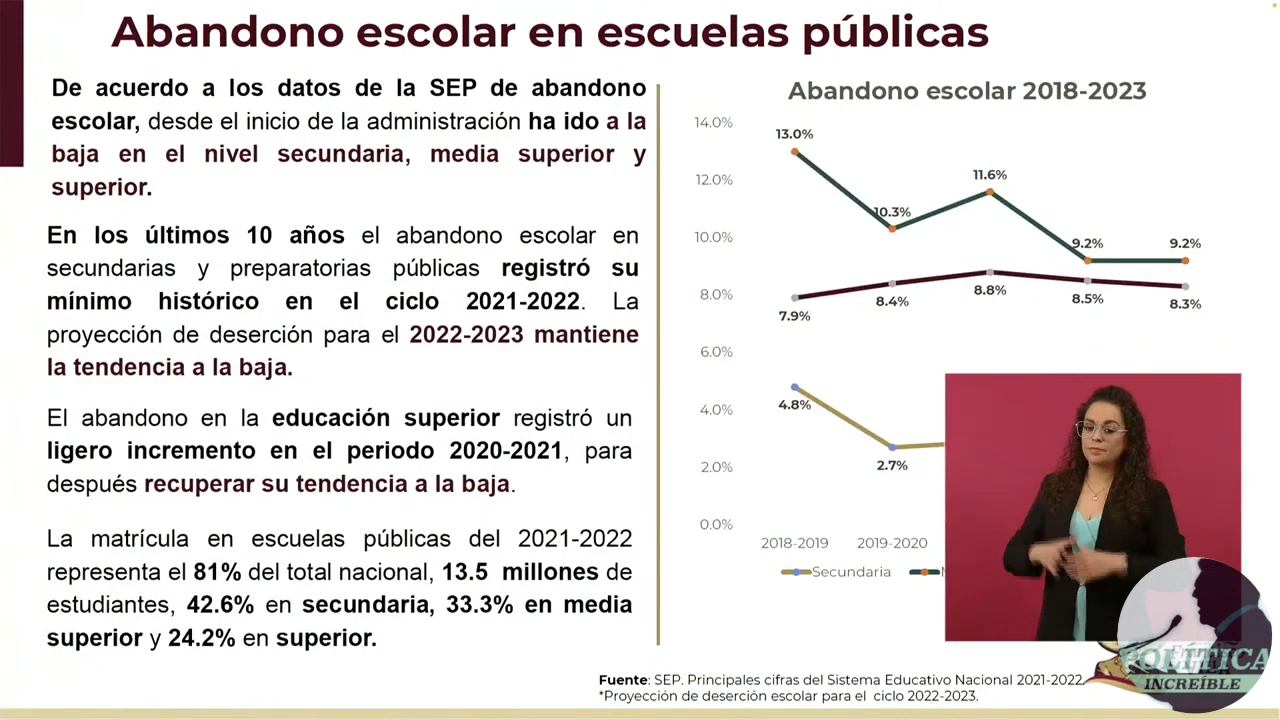 Abandono escolar en escuelas públicas
De acuerdo a los datos de la SEP de abandono
escolar, desde el inicio de la administración ha ido a la
baja en el nivel secundaria, media superior y
superior.
En los últimos 10 años el abandono escolar en
secundarias y preparatorias públicas registró su
mínimo histórico en el ciclo 2021-2022. La
proyección de deserción para el 2022-2023 mantiene
la tendencia a la baja.
El abandono en la educación superior registró un
ligero incremento en el periodo 2020-2021, para
después recuperar su tendencia a la baja.
La matrícula en escuelas públicas del 2021-2022
representa el 81% del total nacional, 13.5 millones de
estudiantes, 42.6% en secundaria, 33.3% en media
superior y 24.2% en superior.
Abandono escolar 2018-2023
14.0%
12.0%
10.0%
8.0%
6.0%
4.0%
2.0%
0.0%
13.0%
10.3%
11.6%
9.2%
9.2%
7.9%
8.4%
8.8%
8.5%
8.3%
4.8%
2.7%
2018-2019 2019-2020
Secundaria
Fuente: SEP. Principales cifras del Sistema Educativo Nacional 2021-2022.
*Proyección de deserción escolar para el ciclo 2022-2023.
POLÍTICA
INCREÍBLE